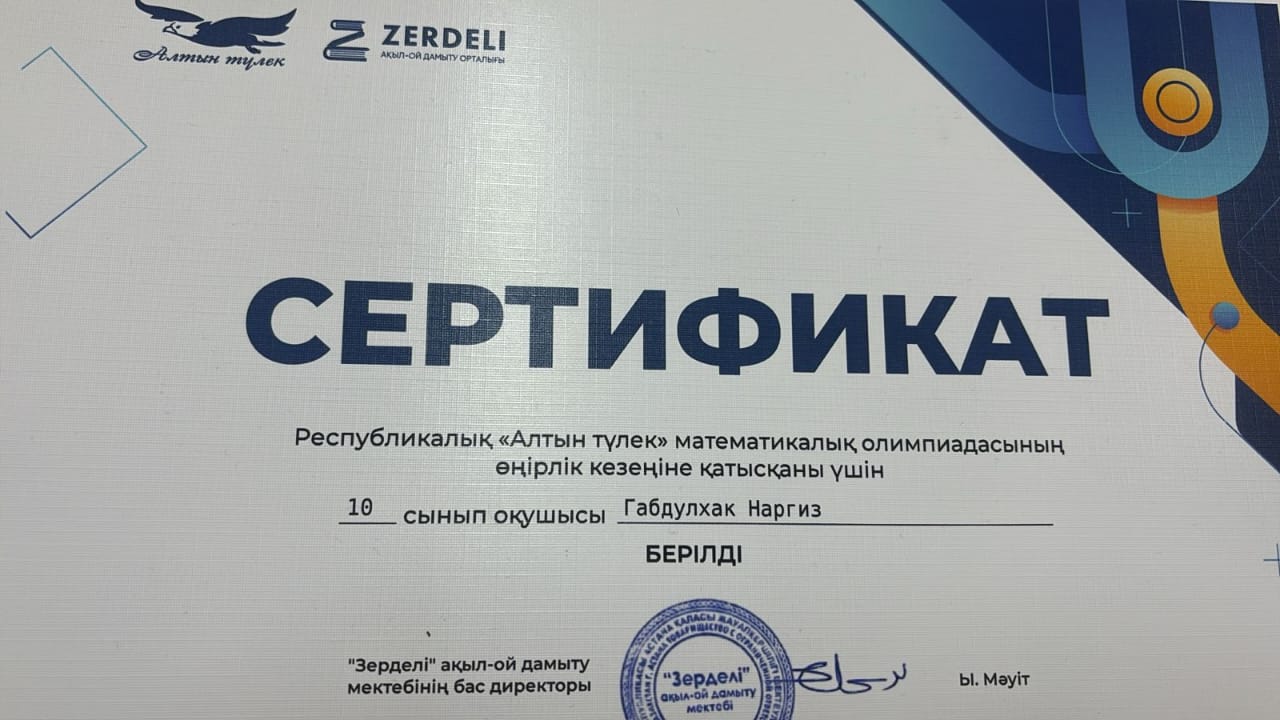 Алтын түлек
ZERDELI
АҚЫЛ-ОЙ ДАМЫТУ ОРТАЛЫҒЫ
СЕРТИФИКАТ
Республикалық «Алтын түлек» математикалық олимпиадасының
өңірлік кезеңіне қатысқаны үшін
10 сынып оқушысы Габдулхак Наргиз
БЕРІЛДІ
"Зерделі" ақыл-ой дамыту
мектебінің бас директоры
Ы. Мәуіт
"Зерделі"
ақыл-ой дамыту
мектебі